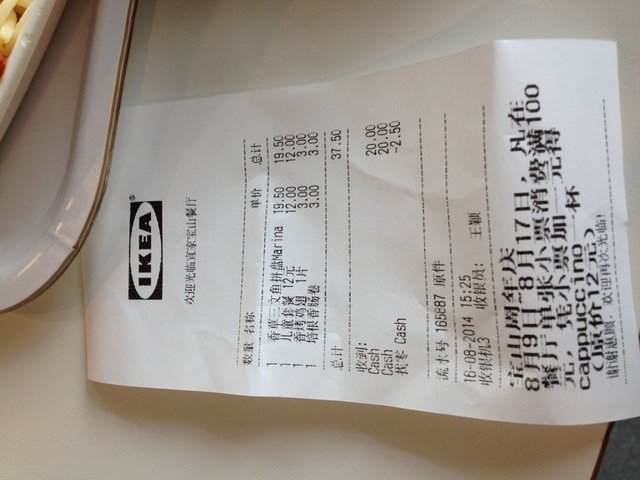 IKEA®
欢迎光临宜家宝山餐厅
数量 名称 单价 总计
1 香草三文鱼拼盘Marina 19.50 19.50
1 儿童套餐 12元 12.00 12.00
1 香烤鸡翅 1片 3.00 3.00
1 培根香肠卷 3.00 3.00
总计 37.50
收到:
Cash 20.00
Cash 20.00
找零 Cash -2.50
流水号 165687 原件
16-08-2014 15:25
收银机3 收银员: 王颖
宝山周年庆
8月9日~8月17日，凡在
餐厅单张小票消费满100
元，凭小票加一元得
cappuccino一杯
（原价12元）
谢谢惠顾，欢迎再次光临!